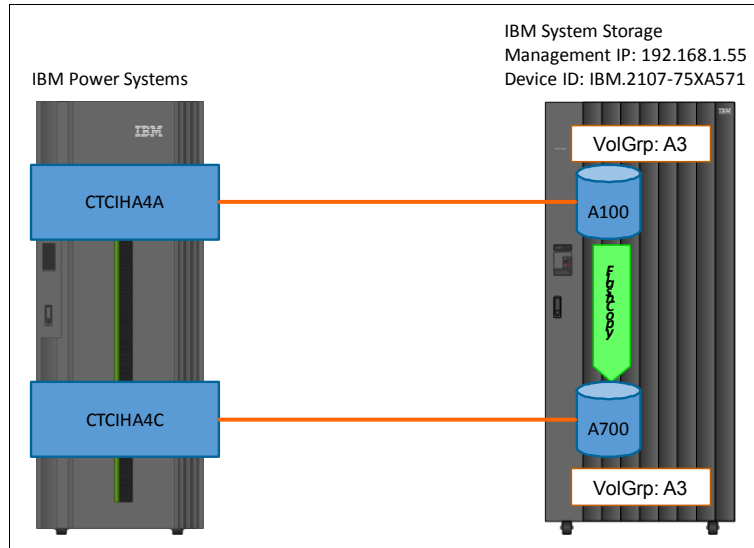 IBM System Storage
Management IP: 192.168.1.55
Device ID: IBM.2107-75XA571
IBM Power Systems
IBM
IBM
VolGrp: A3
CTCIHA4A
A100
FlashCopy
CTCIHA4C
A700
VolGrp: A3